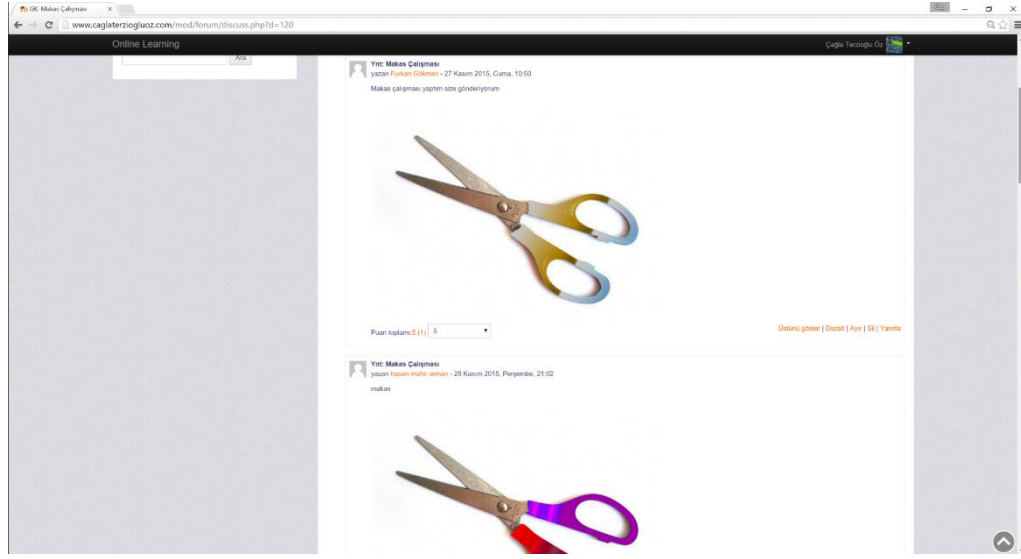 GK: Makas Çalışması
www.caglaterziogluoz.com/mod/forum/discuss.php?d=120
Online Learning
Çağla Terzioğlu Öz
Ara
Ynt: Makas Çalışması
yazan Furkan Gökmen - 27 Kasım 2015, Cuma, 10:50
Makas çalışması yaptım size gönderiyorum
Puan toplamı:5 (1) 5
Üstünü göster | Düzelt | Ayır | Sil | Yanıtla
Ynt: Makas Çalışması
yazan hasan mahir arman - 26 Kasım 2015, Perşembe, 21:02
makas